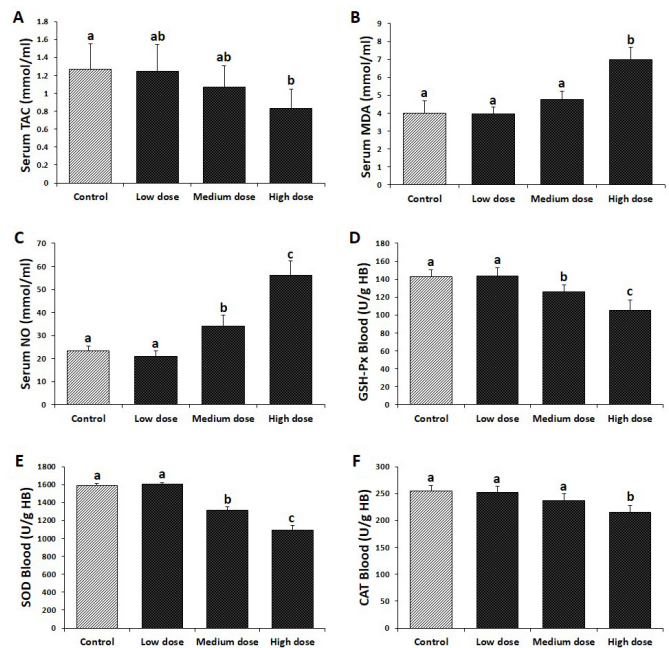 A
Serum TAC (mmol/ml)
1.8
1.6
1.4
1.2
1
0.8
0.6
0.4
0.2
0
a
ab
ab
b
Control Low dose Medium dose High dose
B
Serum MDA (mmol/ml)
9
8
7
6
5
4
3
2
1
0
a
a
a
b
Control Low dose Medium dose High dose
C
Serum NO (mmol/ml)
70
60
50
40
30
20
10
0
a
a
b
c
Control Low dose Medium dose High dose
D
GSH-Px Blood (U/g HB)
180
160
140
120
100
80
60
40
20
0
a
a
b
c
Control Low dose Medium dose High dose
E
SOD Blood (U/g HB)
1800
1600
1400
1200
1000
800
600
400
200
0
a
a
b
c
Control Low dose Medium dose High dose
F
CAT Blood (U/g HB)
300
250
200
150
100
50
0
a
a
a
b
Control Low dose Medium dose High dose